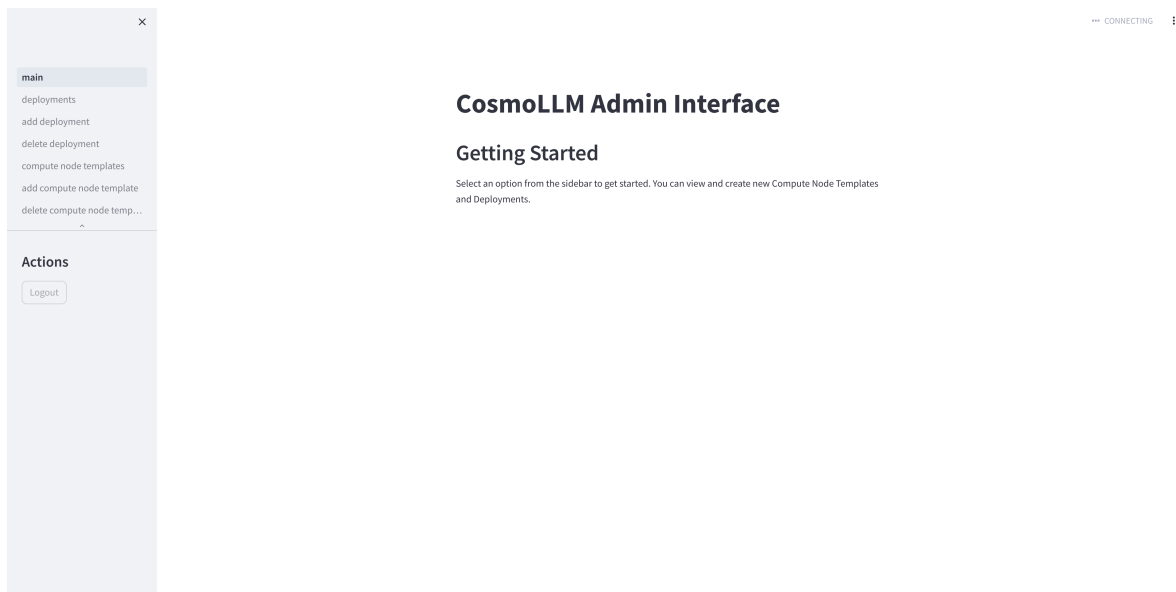 main
deployments
add deployment
delete deployment
compute node templates
add compute node template
delete compute node temp...
Actions
Logout
CONNECTING
CosmoLLM Admin Interface
Getting Started
Select an option from the sidebar to get started. You can view and create new Compute Node Templates
and Deployments.